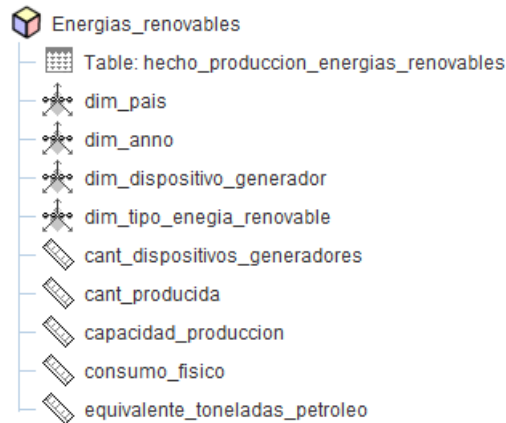 Energias_renovables
Table: hecho_produccion_energias_renovables
dim_pais
dim_anno
dim_dispositivo_generador
dim_tipo_enegia_renovable
cant_dispositivos_generadores
cant_producida
capacidad_produccion
consumo_fisico
equivalente_toneladas_petroleo